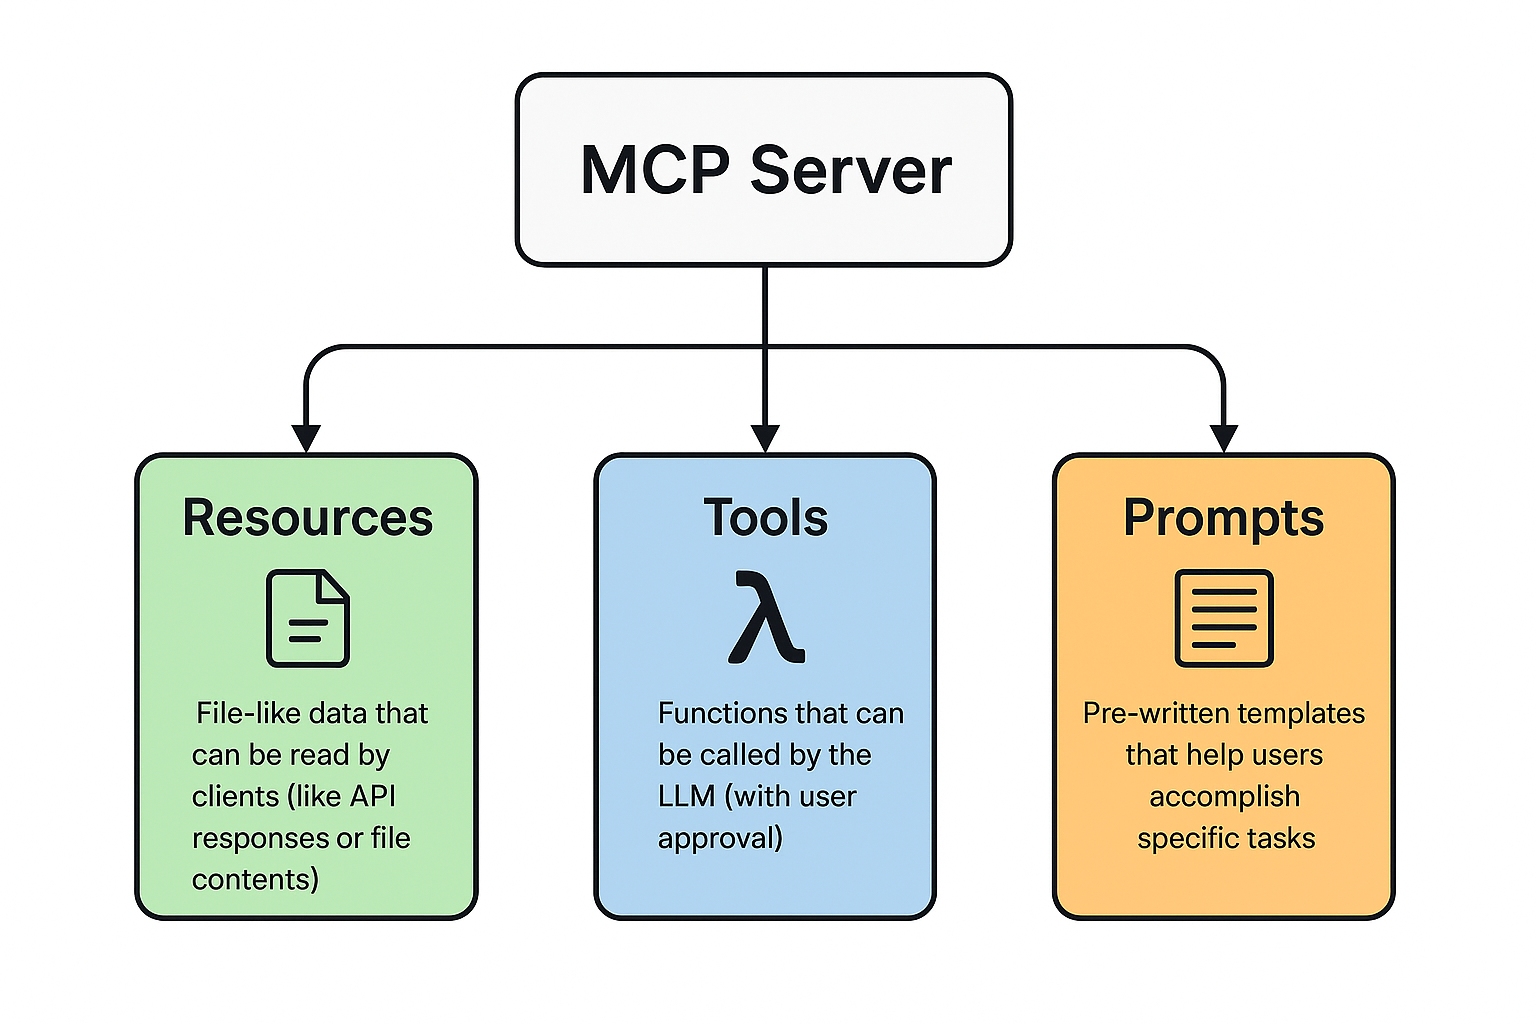 MCP Server
Resources
File-like data that
can be read by
clients (like API
responses or file
contents)
Tools
λ
Functions that can
be called by the
LLM (with user
approval)
Prompts
Pre-written templates
that help users
accomplish
specific tasks